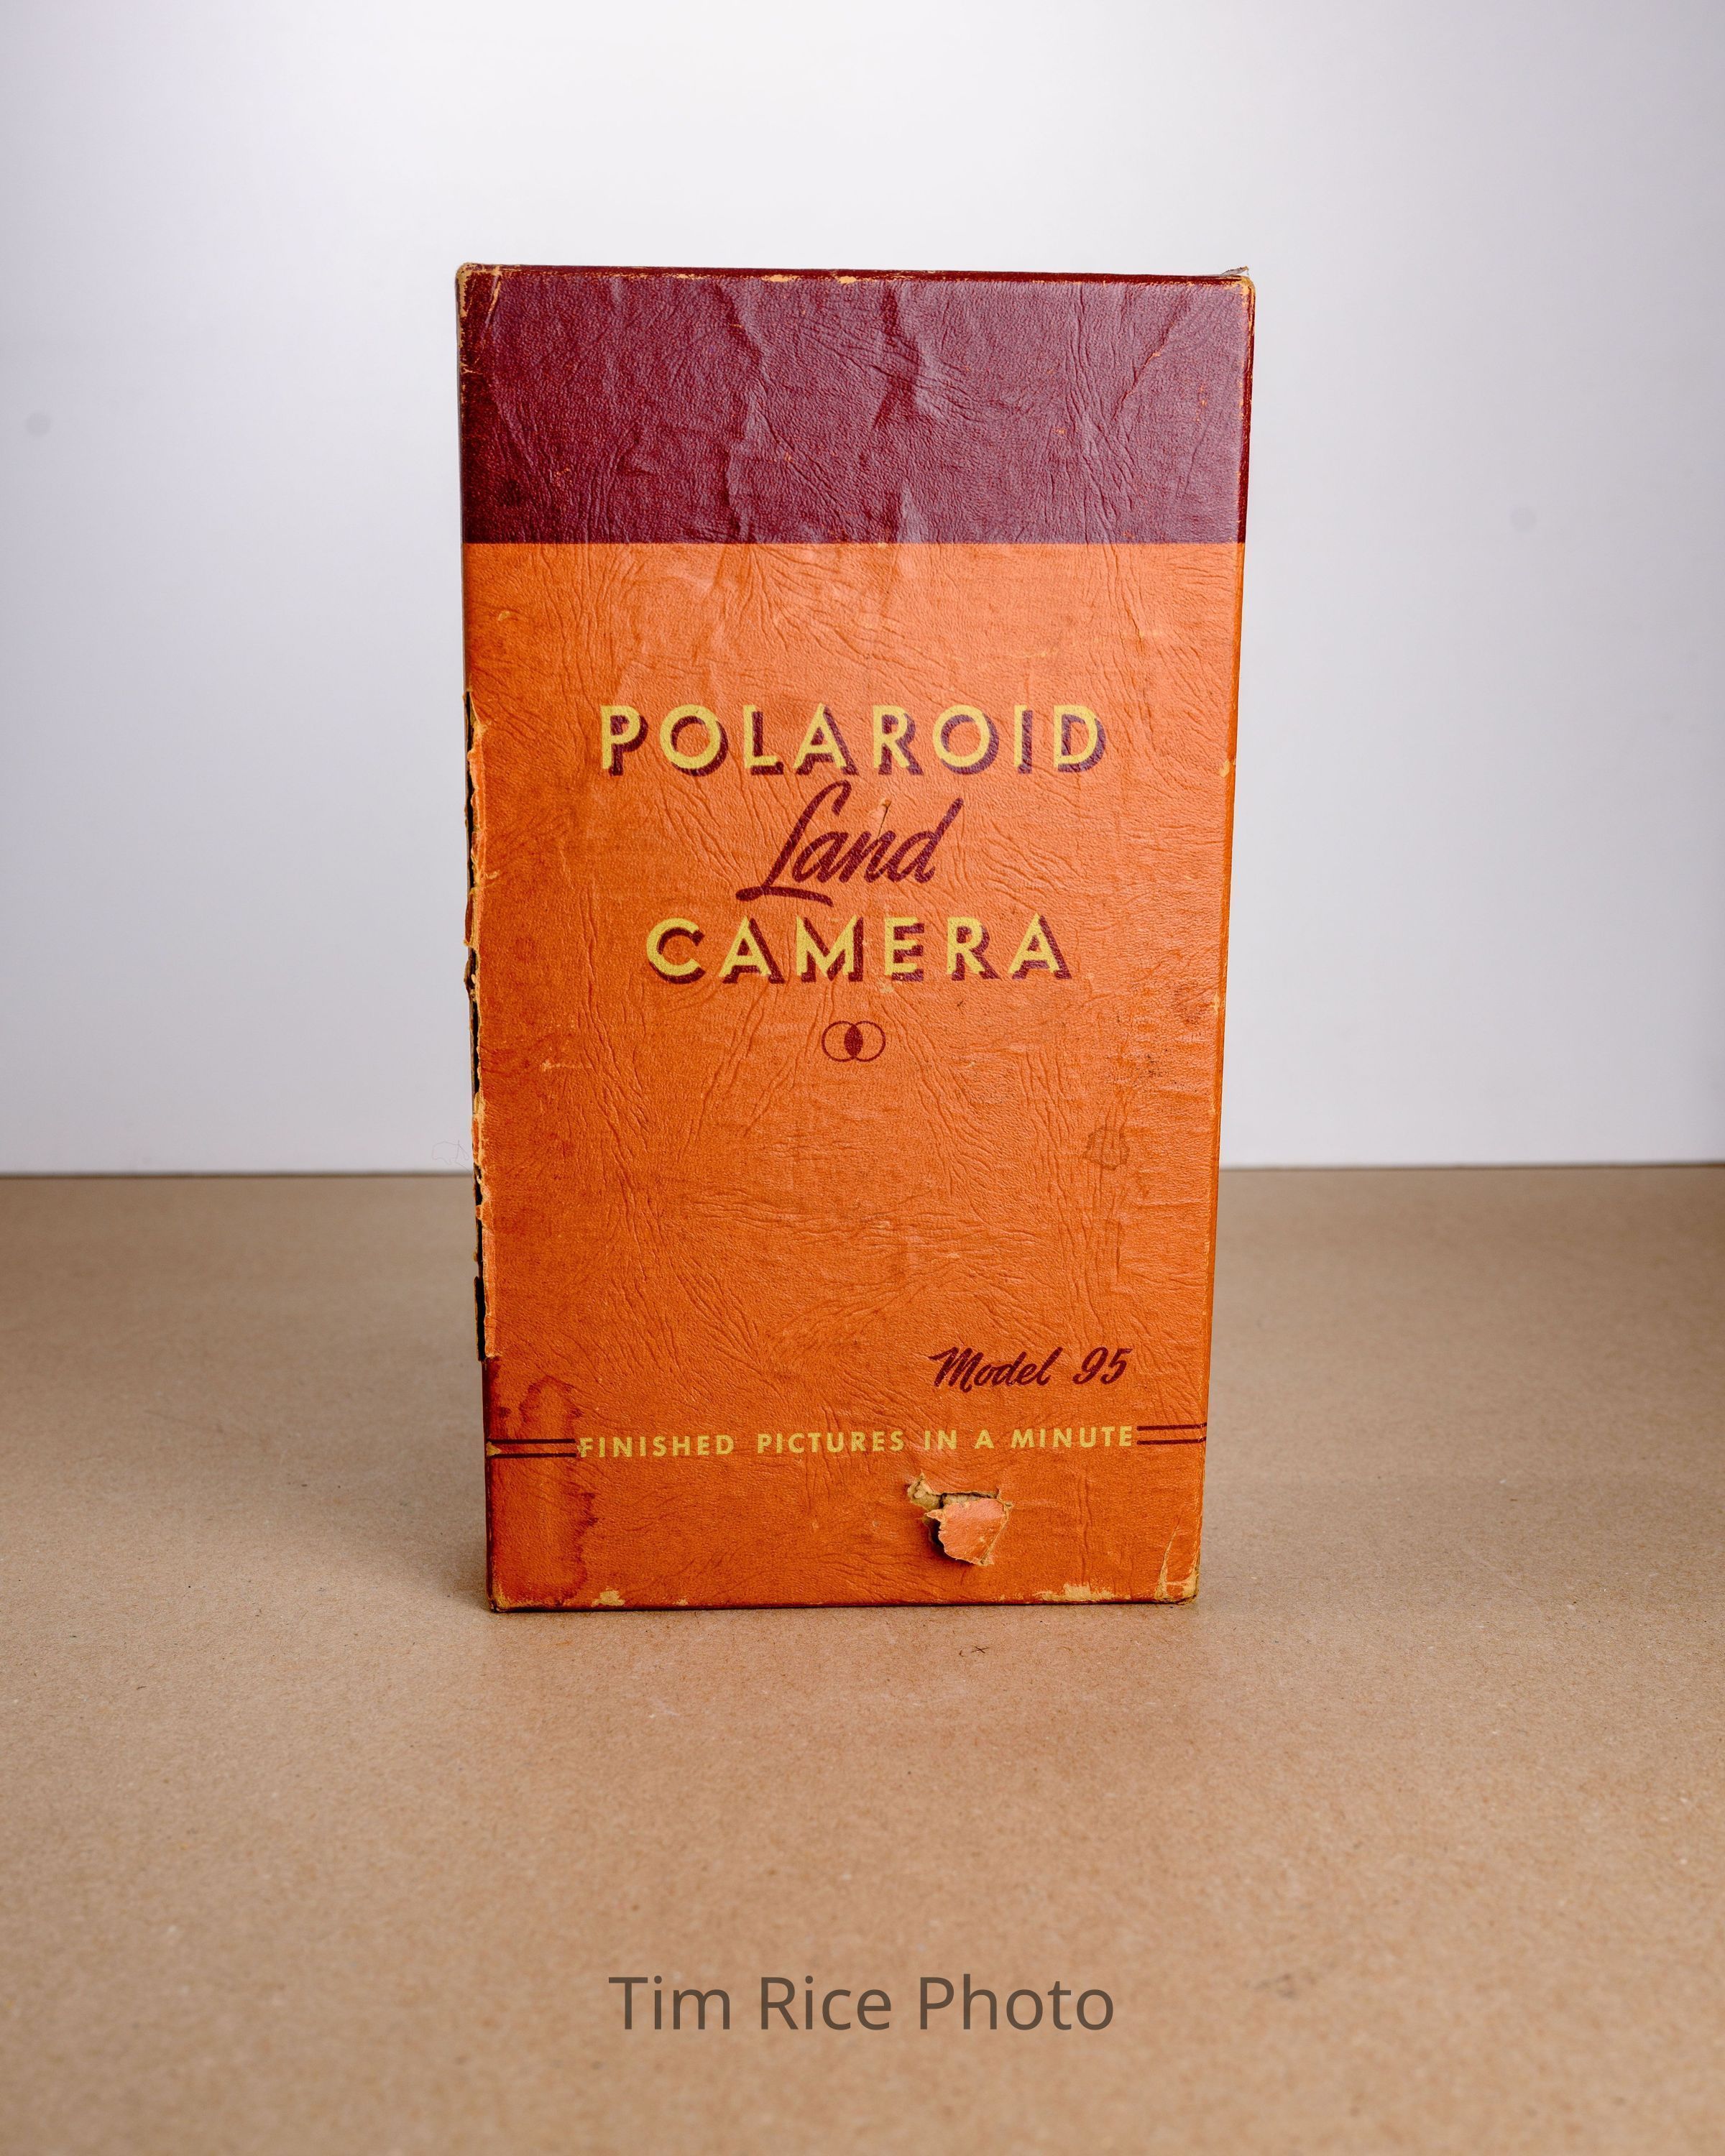 POLAROID
Land
CAMERA
Model 95
FINISHED PICTURES IN A MINUTE
Tim Rice Photo